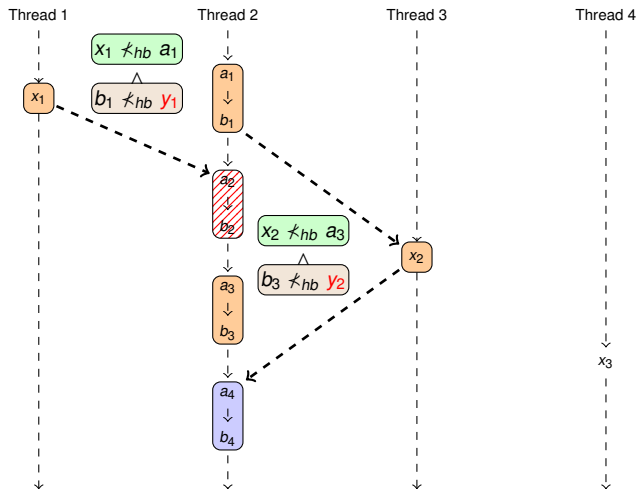 Thread 1
Thread 2
Thread 3
Thread 4
x₁ ⊀hb a₁
∧
b₁ ⊀hb y₁
x₁
a₁
↓
b₁
a₂
↓
b₂
x₂ ⊀hb a₃
∧
b₃ ⊀hb y₂
x₂
a₃
↓
b₃
x₃
a₄
↓
b₄